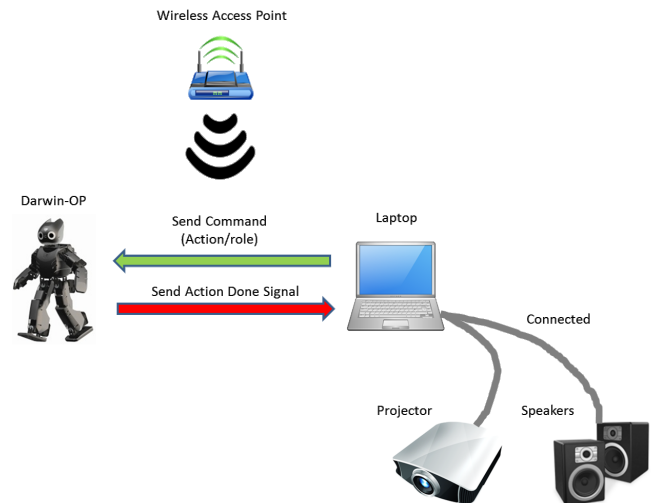 Wireless Access Point
Darwin-OP
Send Command
(Action/role)
Laptop
Send Action Done Signal
Connected
Projector
Speakers